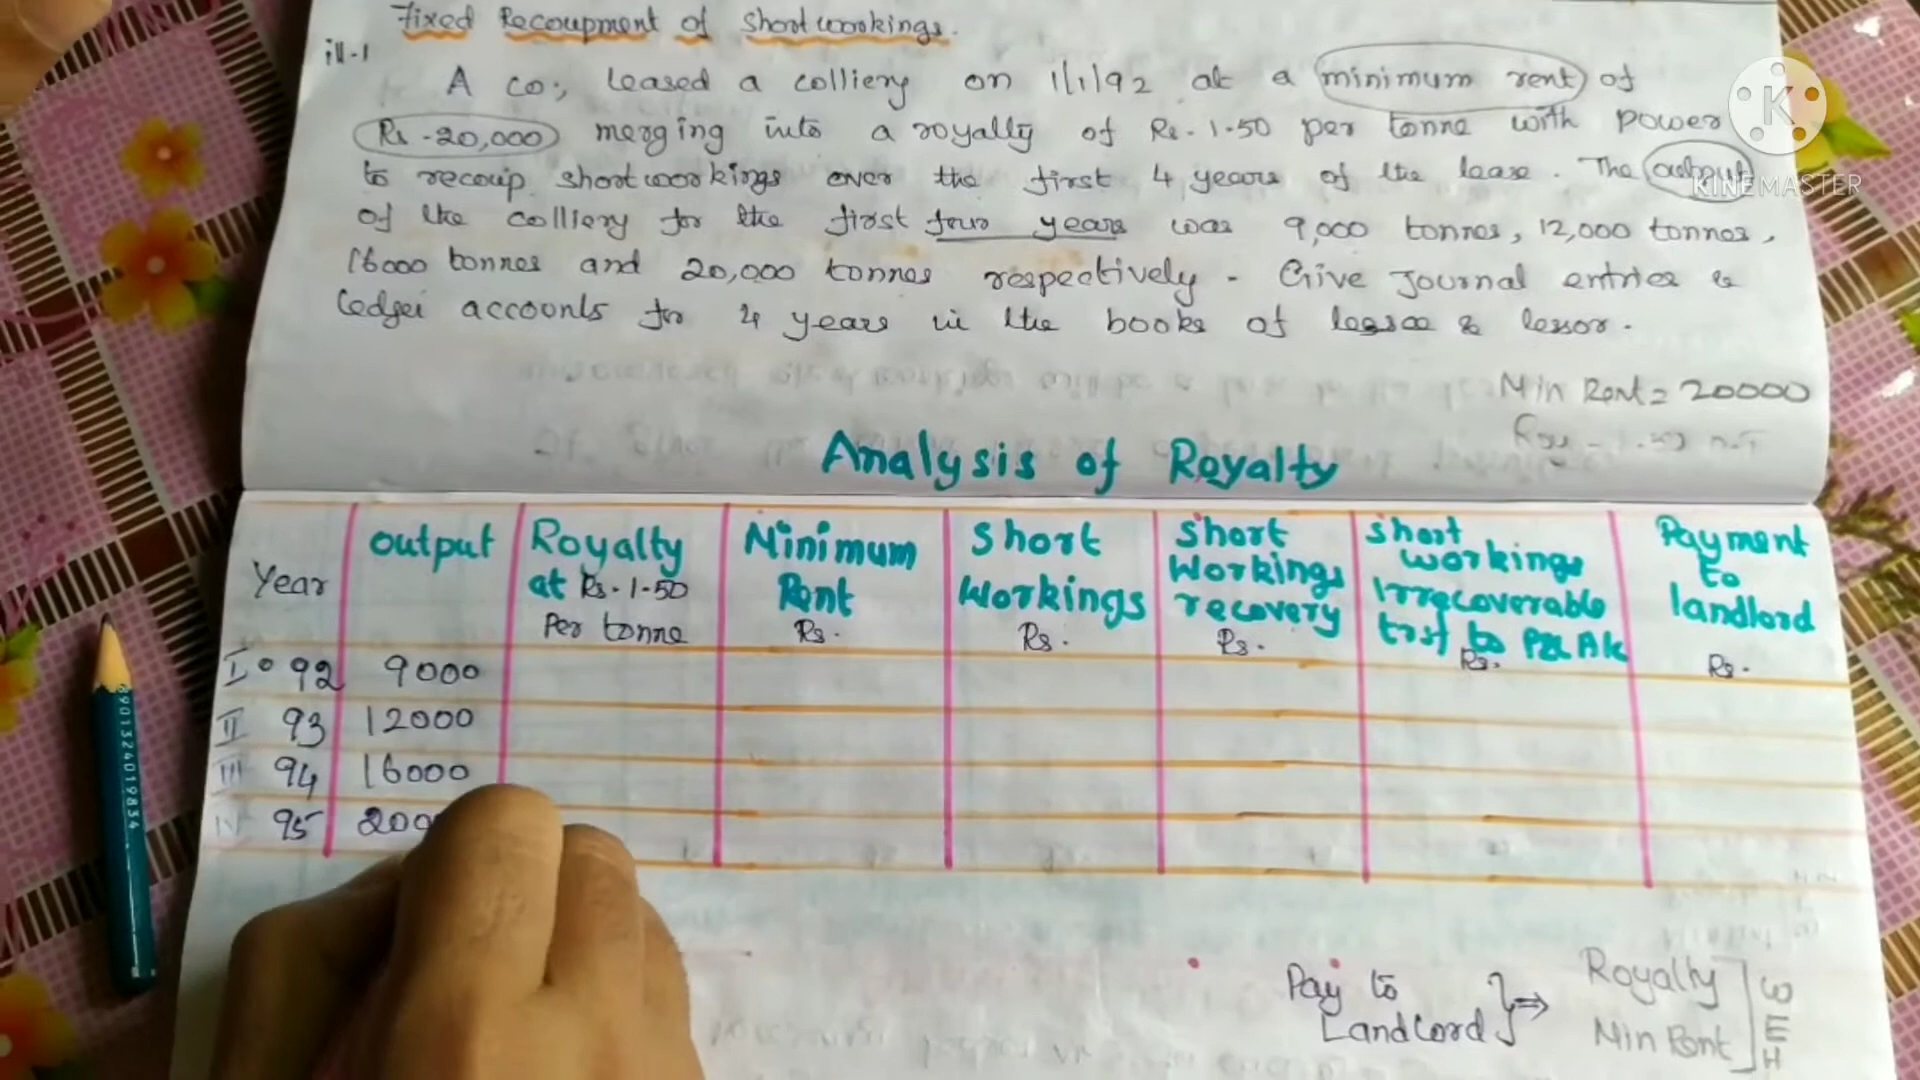 Fixed Recoupment of Shortworkings.
ill-1
A co; leased a colliery on 1/1/92 at a minimum rent of
Rs-20,000 merging into a royalty of Rs-1.50 per tonne with power
to recoup shortworkings over the first 4 years of the lease. The output
of the colliery for the first four years was 9,000 tonnes, 12,000 tonnes,
16000 tonnes and 20,000 tonnes respectively - Give Journal entries &
ledger accounts for 4 years in the books of lessee & lessor.
K
KINEMASTER
Min Rent = 20000
Analysis of Royalty
Year
output
Royalty
at Rs. 1-50
Per tonne
Minimum
Rent
Rs.
Short
Workings
Rs.
Short
Workings
recovery
Rs.
Short
workings
Irrecoverable
trsf to P&L A/c
Rs.
Payment
to
landlord
Rs.
I 92 9000
II 93 12000
III 94 16000
IV 95 200
Pay to
Landlord } ⇒
Royalty
Min Rent
WEH
8901324019834